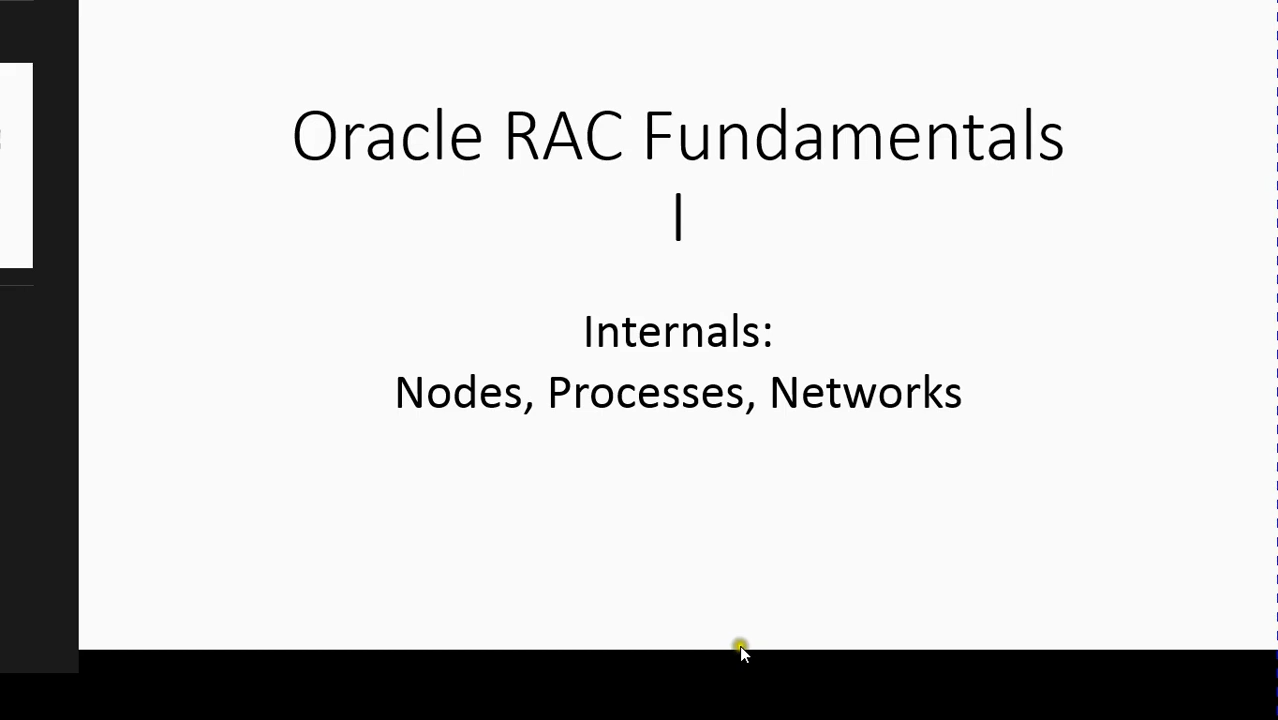 Oracle RAC Fundamentals
I
Internals:
Nodes, Processes, Networks